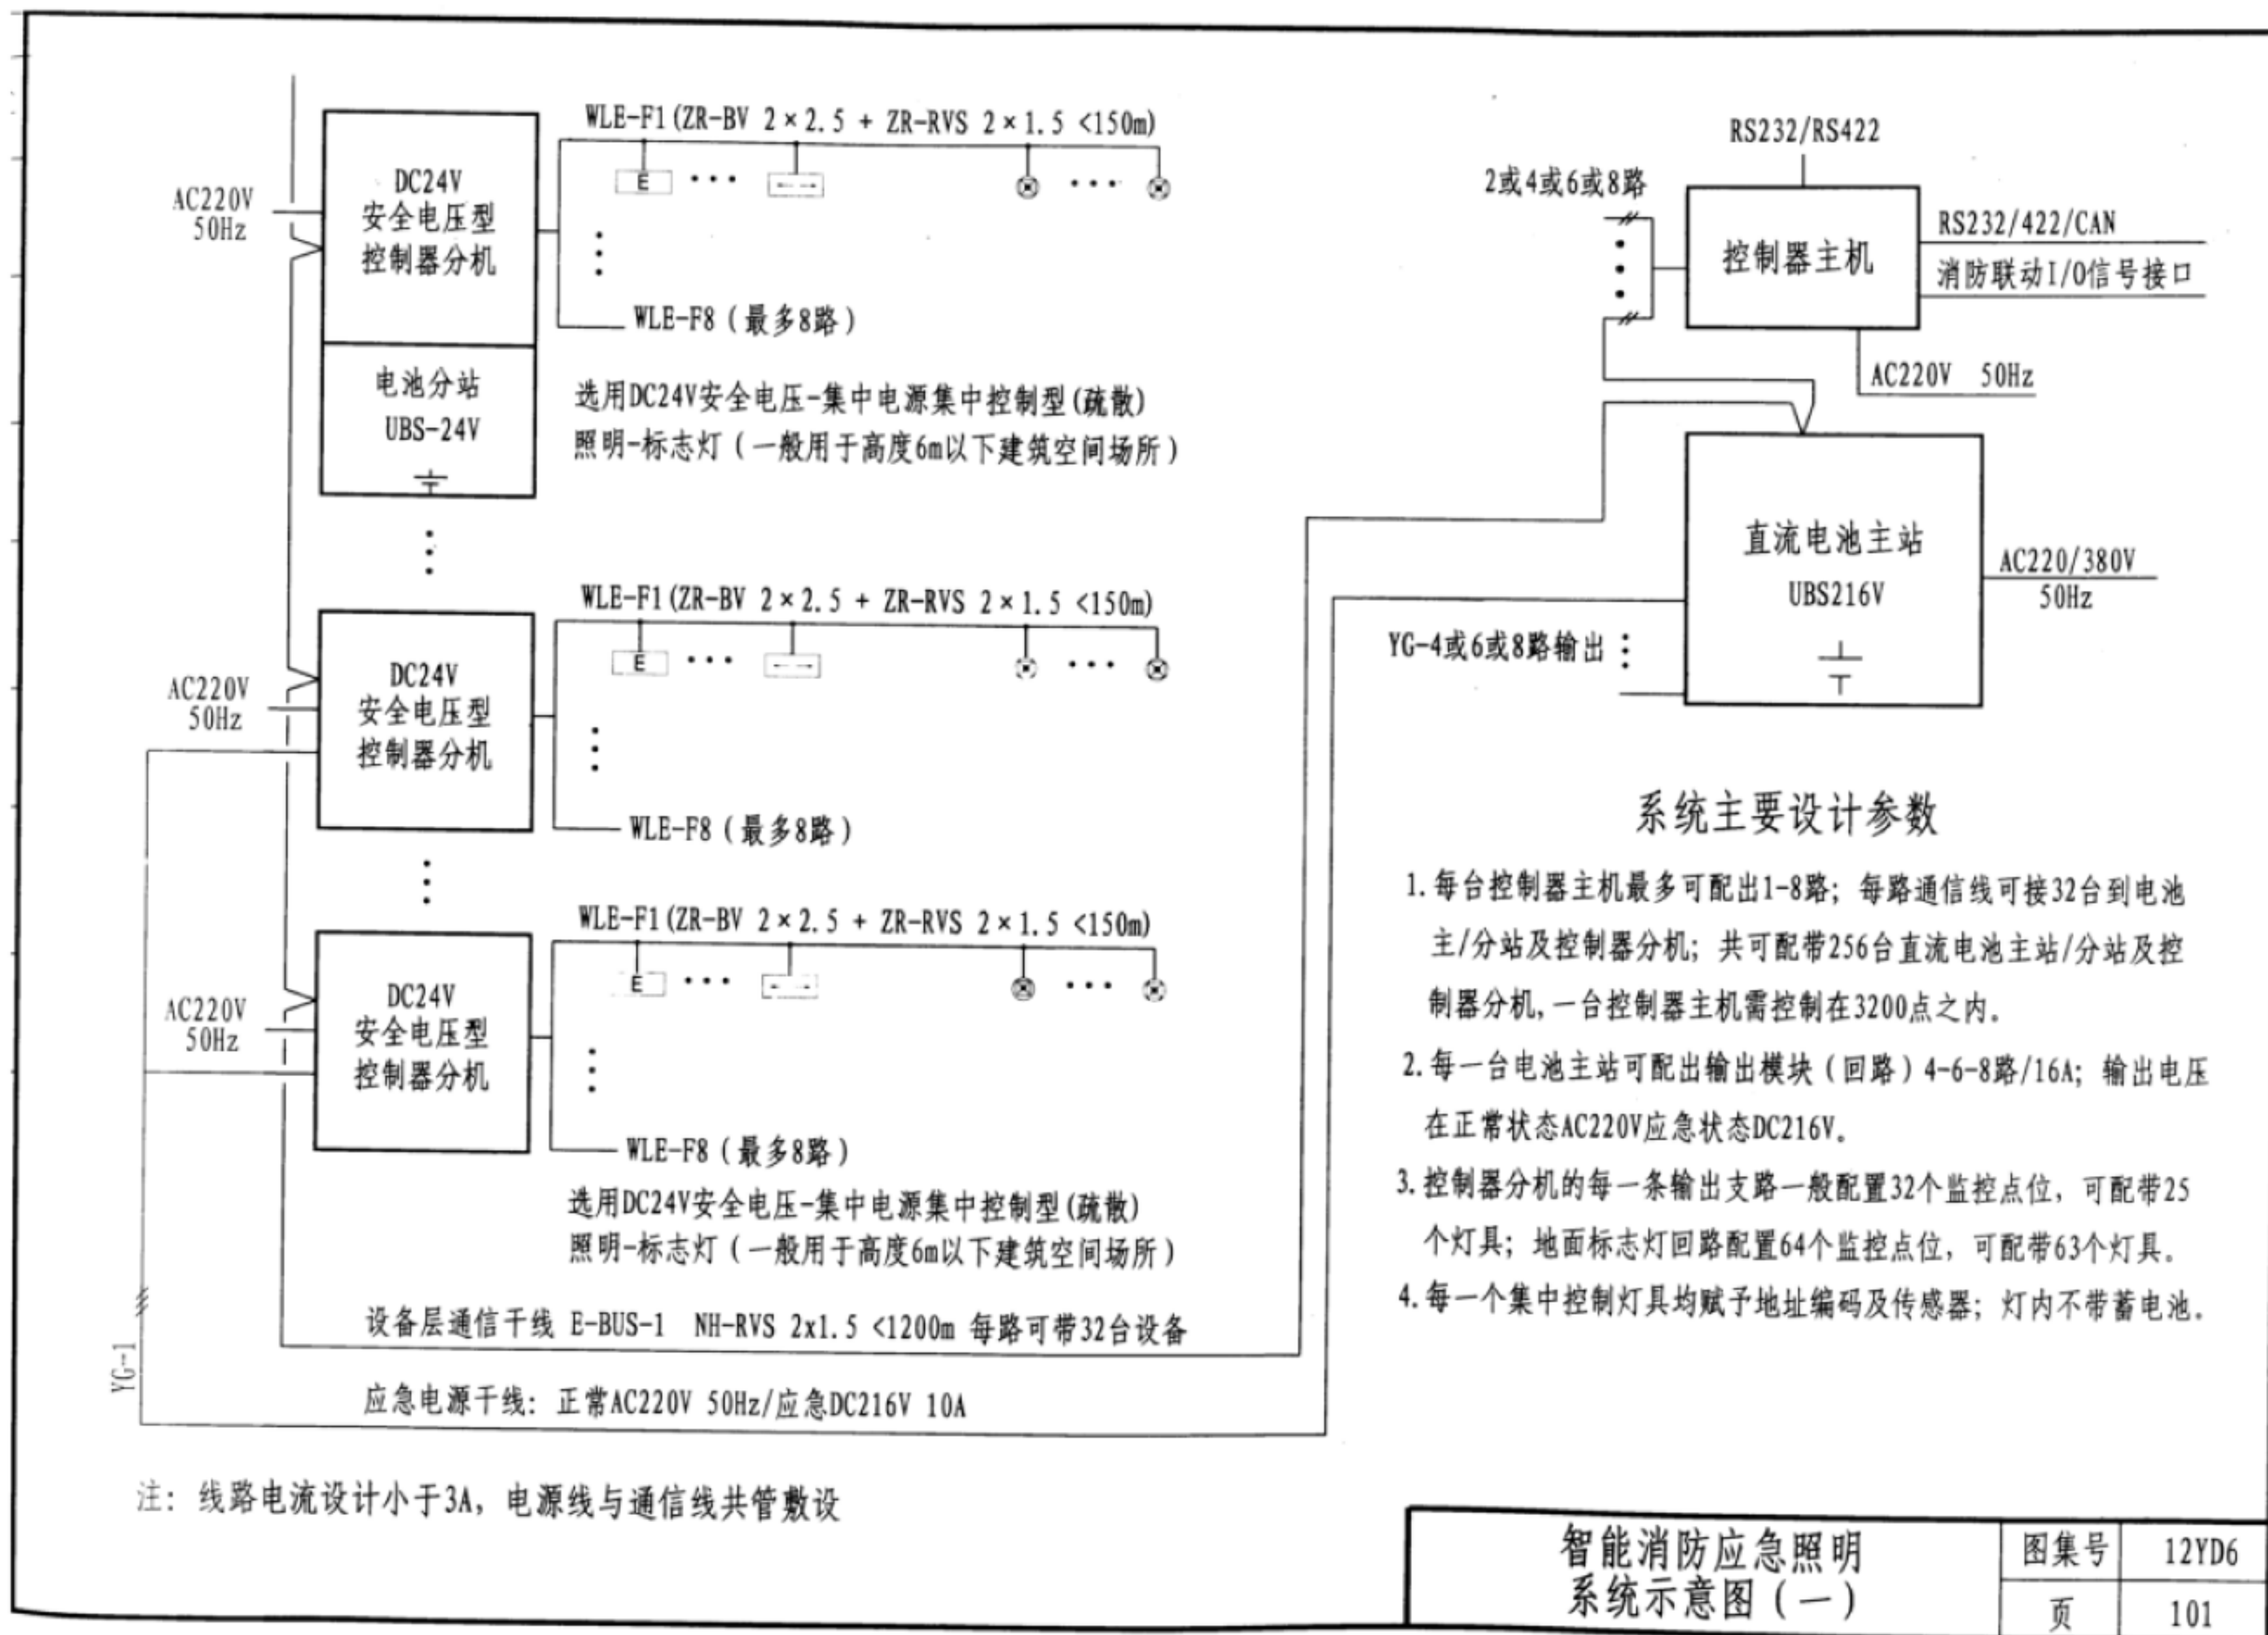 WLE-F1(ZR-BV 2×2.5 + ZR-RVS 2×1.5 <150m)
AC220V
50Hz
DC24V
安全电压型
控制器分机
E
WLE-F8(最多8路)
电池分站
UBS-24V
选用DC24V安全电压-集中电源集中控制型(疏散)
照明-标志灯(一般用于高度6m以下建筑空间场所)
WLE-F1(ZR-BV 2×2.5 + ZR-RVS 2×1.5 <150m)
AC220V
50Hz
DC24V
安全电压型
控制器分机
E
WLE-F8(最多8路)
WLE-F1(ZR-BV 2×2.5 + ZR-RVS 2×1.5 <150m)
AC220V
50Hz
DC24V
安全电压型
控制器分机
E
WLE-F8(最多8路)
选用DC24V安全电压-集中电源集中控制型(疏散)
照明-标志灯(一般用于高度6m以下建筑空间场所)
设备层通信干线 E-BUS-1 NH-RVS 2x1.5 <1200m 每路可带32台设备
YG-1
应急电源干线: 正常AC220V 50Hz/应急DC216V 10A
注: 线路电流设计小于3A, 电源线与通信线共管敷设
RS232/RS422
2或4或6或8路
控制器主机
RS232/422/CAN
消防联动I/O信号接口
AC220V 50Hz
直流电池主站
UBS216V
AC220/380V
50Hz
YG-4或6或8路输出
系统主要设计参数
1.每台控制器主机最多可配出1-8路; 每路通信线可接32台到电池
主/分站及控制器分机; 共可配带256台直流电池主站/分站及控
制器分机,一台控制器主机需控制在3200点之内。
2.每一台电池主站可配出输出模块(回路)4-6-8路/16A; 输出电压
在正常状态AC220V应急状态DC216V。
3.控制器分机的每一条输出支路一般配置32个监控点位, 可配带25
个灯具; 地面标志灯回路配置64个监控点位, 可配带63个灯具。
4.每一个集中控制灯具均赋予地址编码及传感器; 灯内不带蓄电池。
智能消防应急照明
系统示意图(一)
图集号
12YD6
页
101